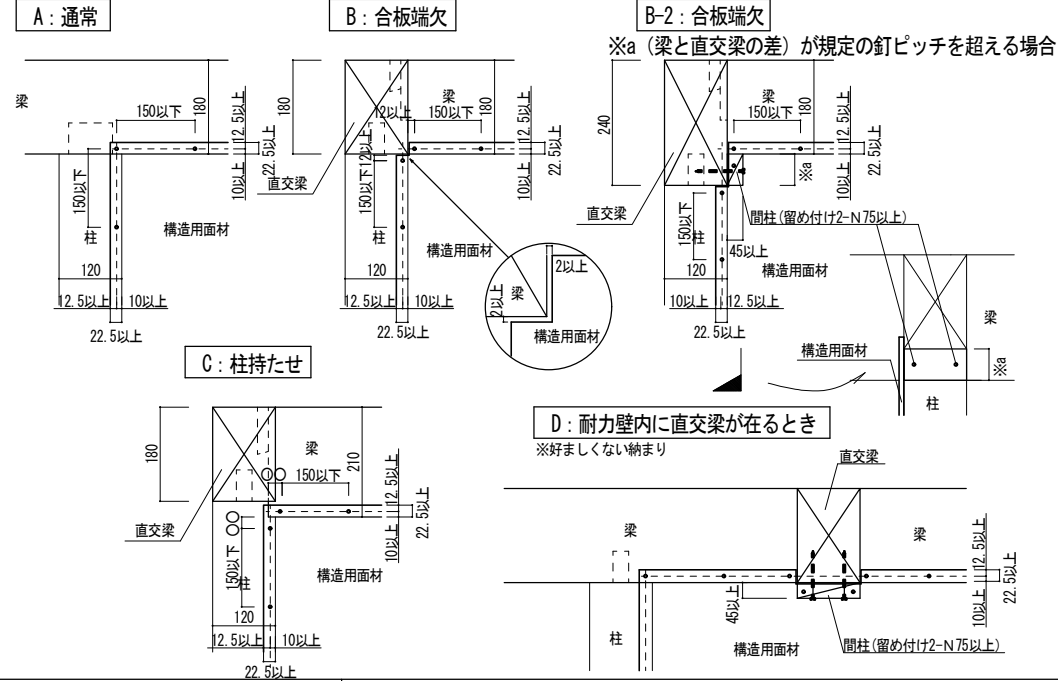 A：通常
梁
150以下
180
12.5以上
22.5以上
10以上
150以下
柱
構造用面材
120
12.5以上
10以上
22.5以上
B：合板端欠
180
12以上
梁
150以下
180
12.5以上
22.5以上
10以上
12以上
150以下
直交梁
柱
構造用面材
120
12.5以上
10以上
22.5以上
2以上
梁
2以上
構造用面材
B-2：合板端欠
※a（梁と直交梁の差）が規定の釘ピッチを超える場合
240
梁
150以下
180
12.5以上
22.5以上
10以上
※a
直交梁
間柱(留め付け2-N75以上)
150以下
柱
45以上
構造用面材
120
10以上
12.5以上
22.5以上
梁
構造用面材
※a
柱
C：柱持たせ
180
梁
○○
150以下
210
12.5以上
22.5以上
10以上
直交梁
○○
150以下
柱
構造用面材
120
12.5以上
10以上
22.5以上
D：耐力壁内に直交梁が在るとき
※好ましくない納まり
直交梁
梁
梁
12.5以上
22.5以上
10以上
45以上
柱
構造用面材
間柱(留め付け2-N75以上)